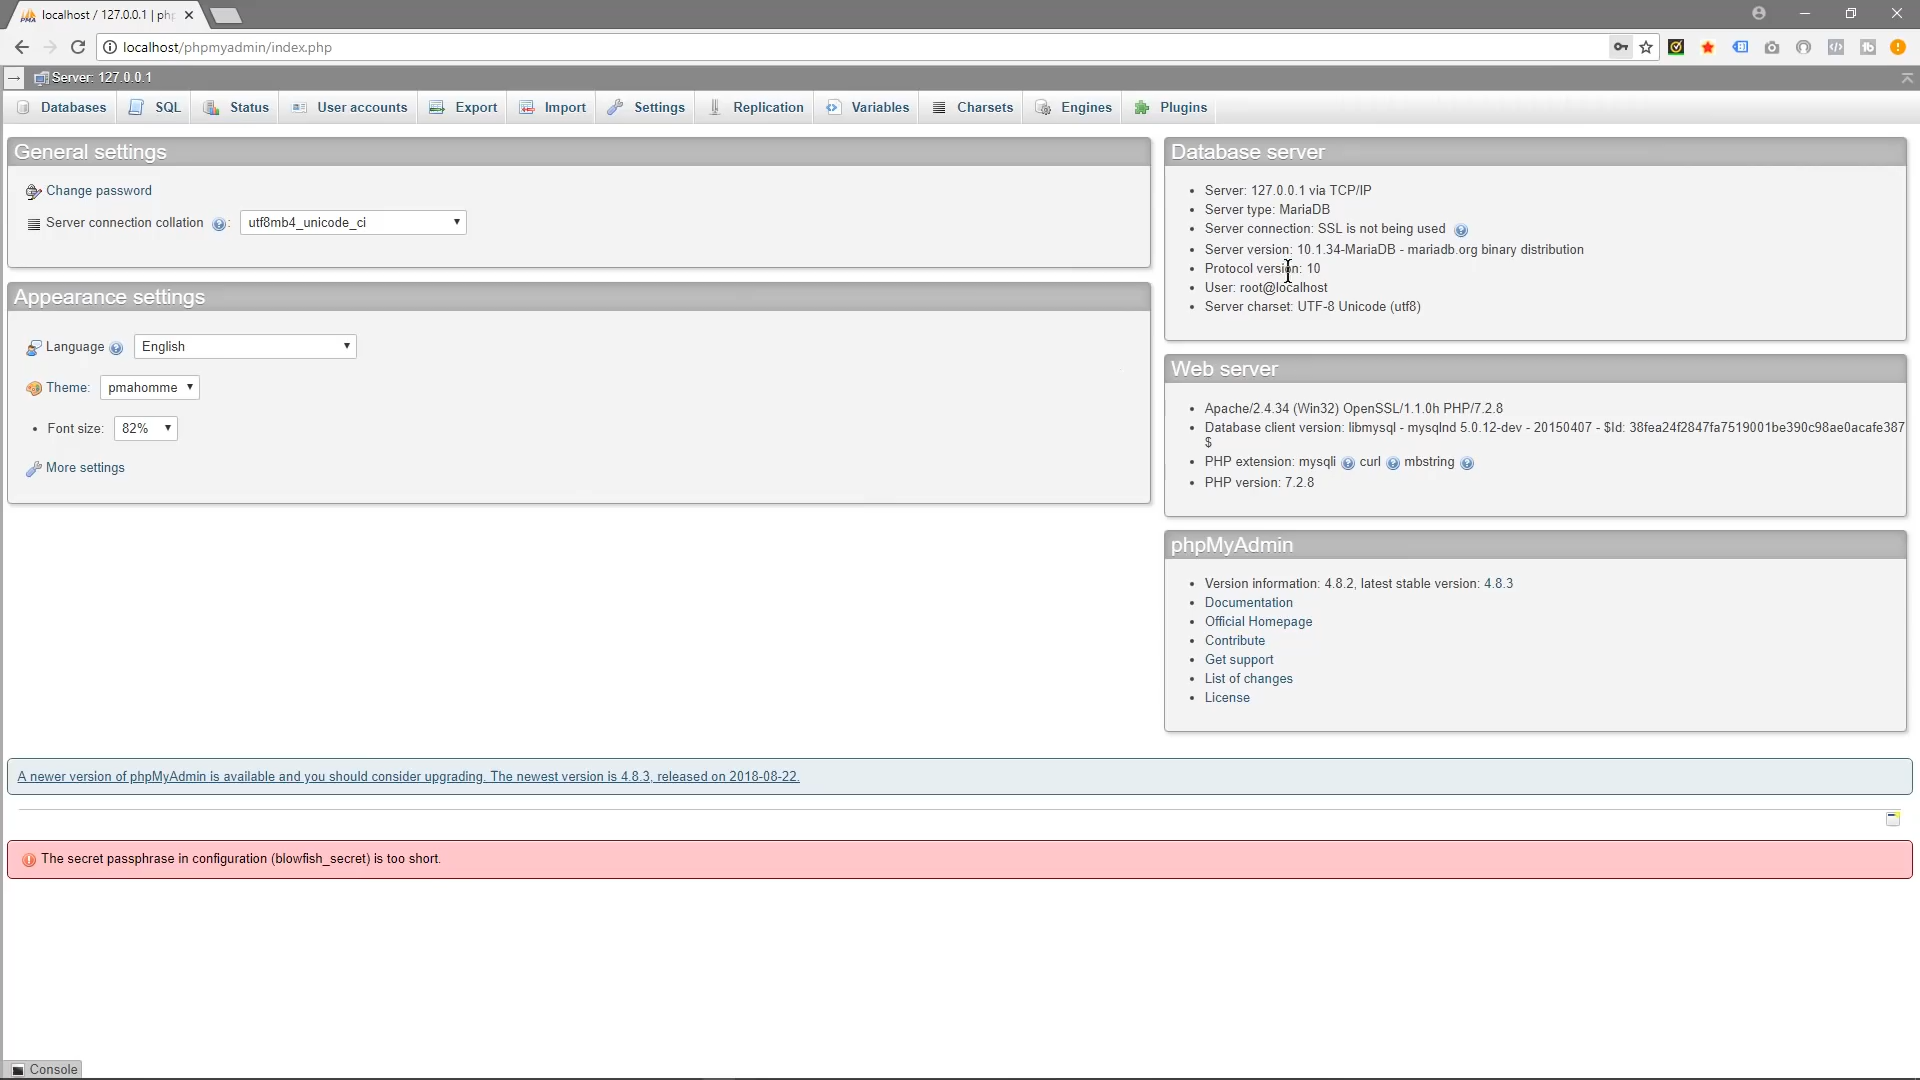 localhost / 127.0.0.1 | php
localhost/phpmyadmin/index.php
Server: 127.0.0.1
Databases SQL Status User accounts Export Import Settings Replication Variables Charsets Engines Plugins
General settings
Change password
Server connection collation : utf8mb4_unicode_ci
Appearance settings
Language English
Theme: pmahomme
Font size: 82%
More settings
Database server
Server: 127.0.0.1 via TCP/IP
Server type: MariaDB
Server connection: SSL is not being used
Server version: 10.1.34-MariaDB - mariadb.org binary distribution
Protocol version: 10
User: root@localhost
Server charset: UTF-8 Unicode (utf8)
Web server
Apache/2.4.34 (Win32) OpenSSL/1.1.0h PHP/7.2.8
Database client version: libmysql - mysqlnd 5.0.12-dev - 20150407 - $Id: 38fea24f2847fa7519001be390c98ae0acafe387
$
PHP extension: mysqli curl mbstring
PHP version: 7.2.8
phpMyAdmin
Version information: 4.8.2, latest stable version: 4.8.3
Documentation
Official Homepage
Contribute
Get support
List of changes
License
A newer version of phpMyAdmin is available and you should consider upgrading. The newest version is 4.8.3, released on 2018-08-22.
The secret passphrase in configuration (blowfish_secret) is too short.
Console